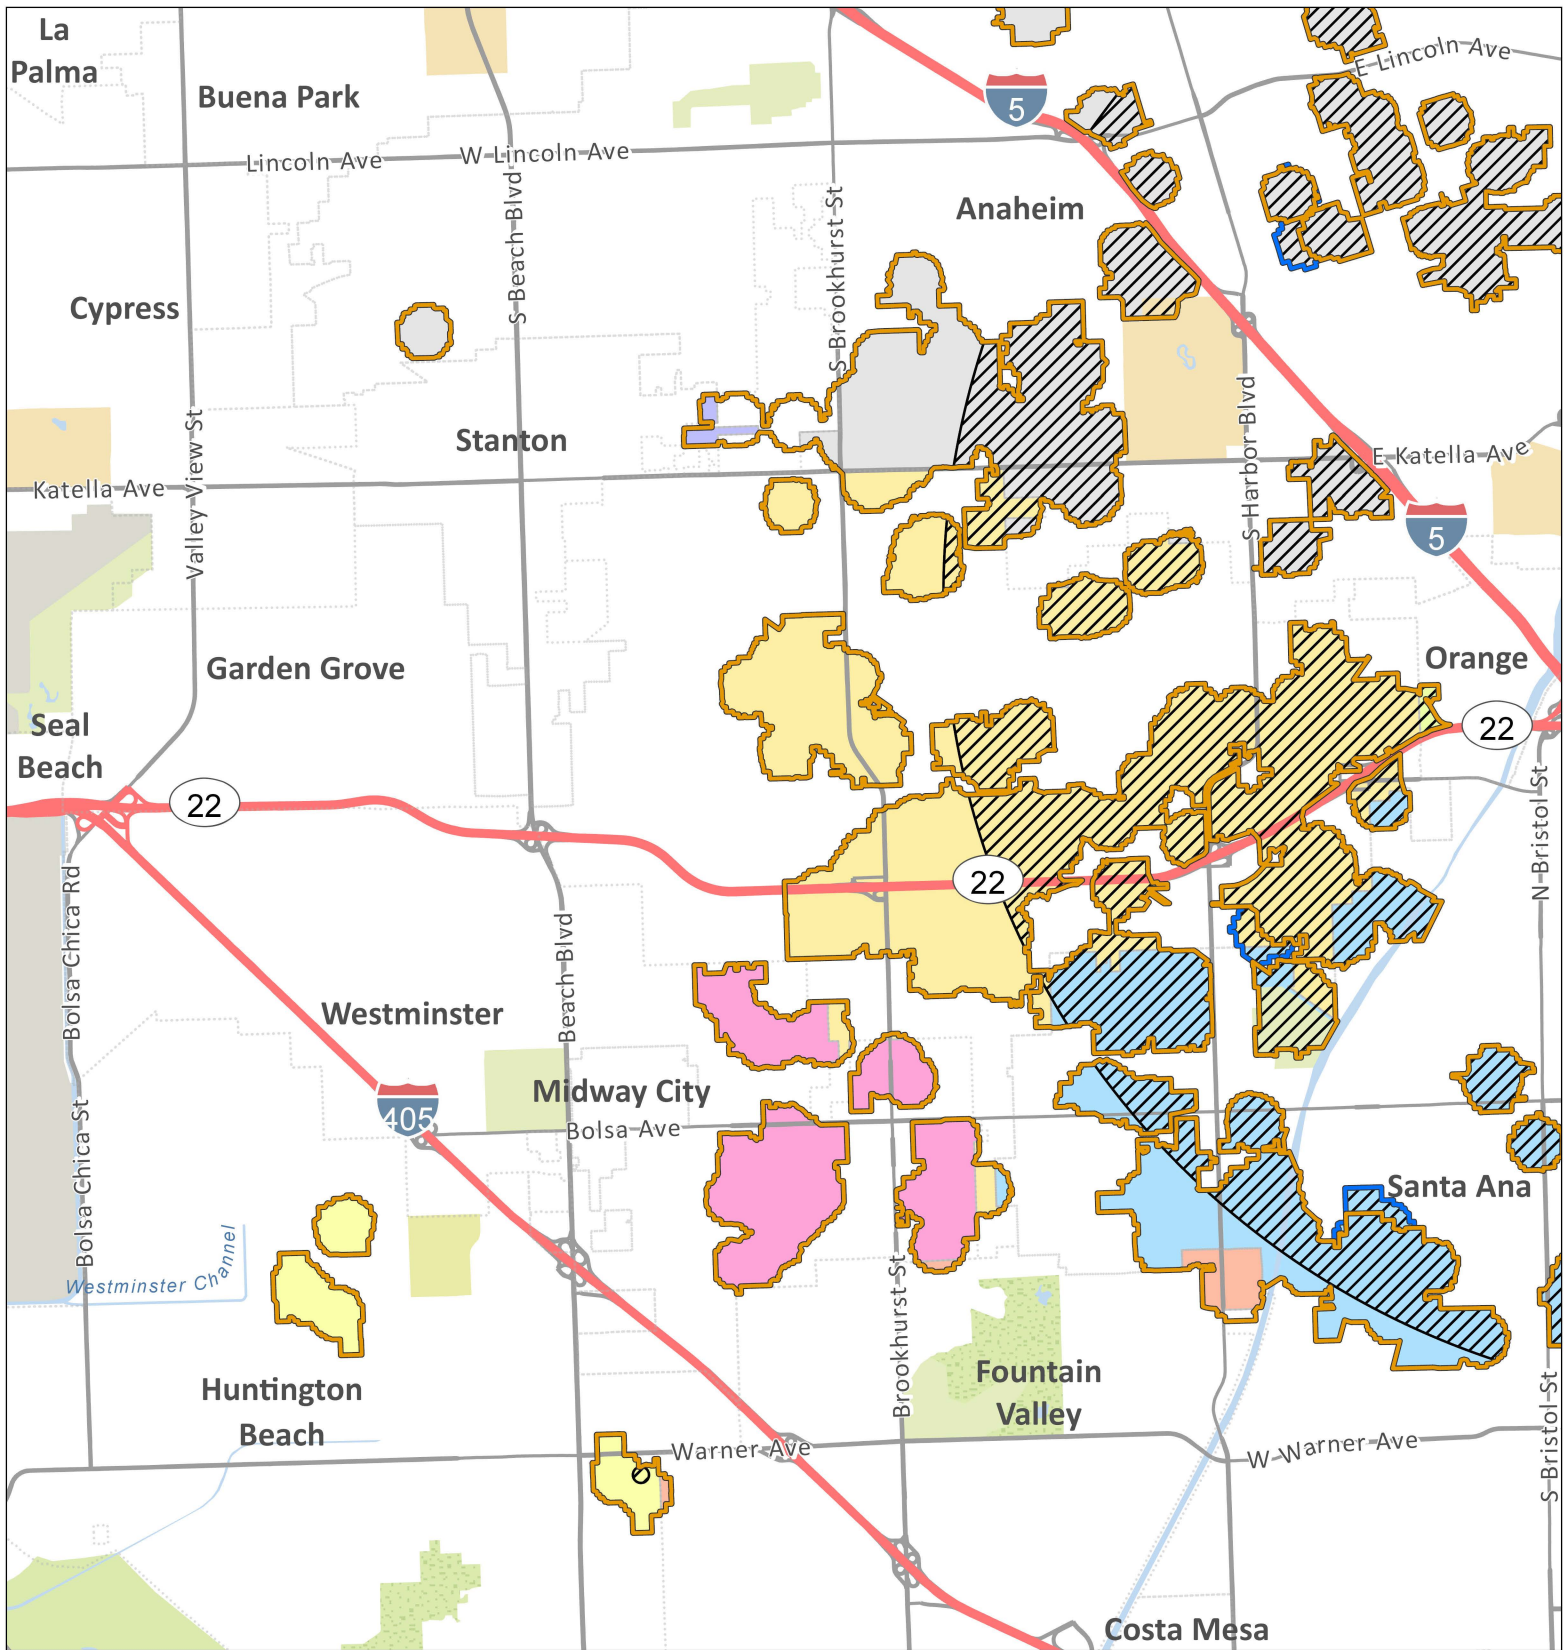 La
Palma
Buena Park
E Lincoln Ave
5
Lincoln Ave
W Lincoln Ave
S Beach Blvd
S Brookhurst St
Anaheim
Cypress
Valley View St
Stanton
S Harbor Blvd
Katella Ave
E Katella Ave
5
Garden Grove
Orange
Seal
Beach
22
22
22
N Bristol St
Bolsa Chica Rd
Beach Blvd
Westminster
Midway City
405
Bolsa Ave
Bolsa Chica St
Santa Ana
Westminster Channel
Brookhurst St
Fountain
Valley
Huntington
Beach
Warner Ave
W Warner Ave
S Bristol St
Costa Mesa